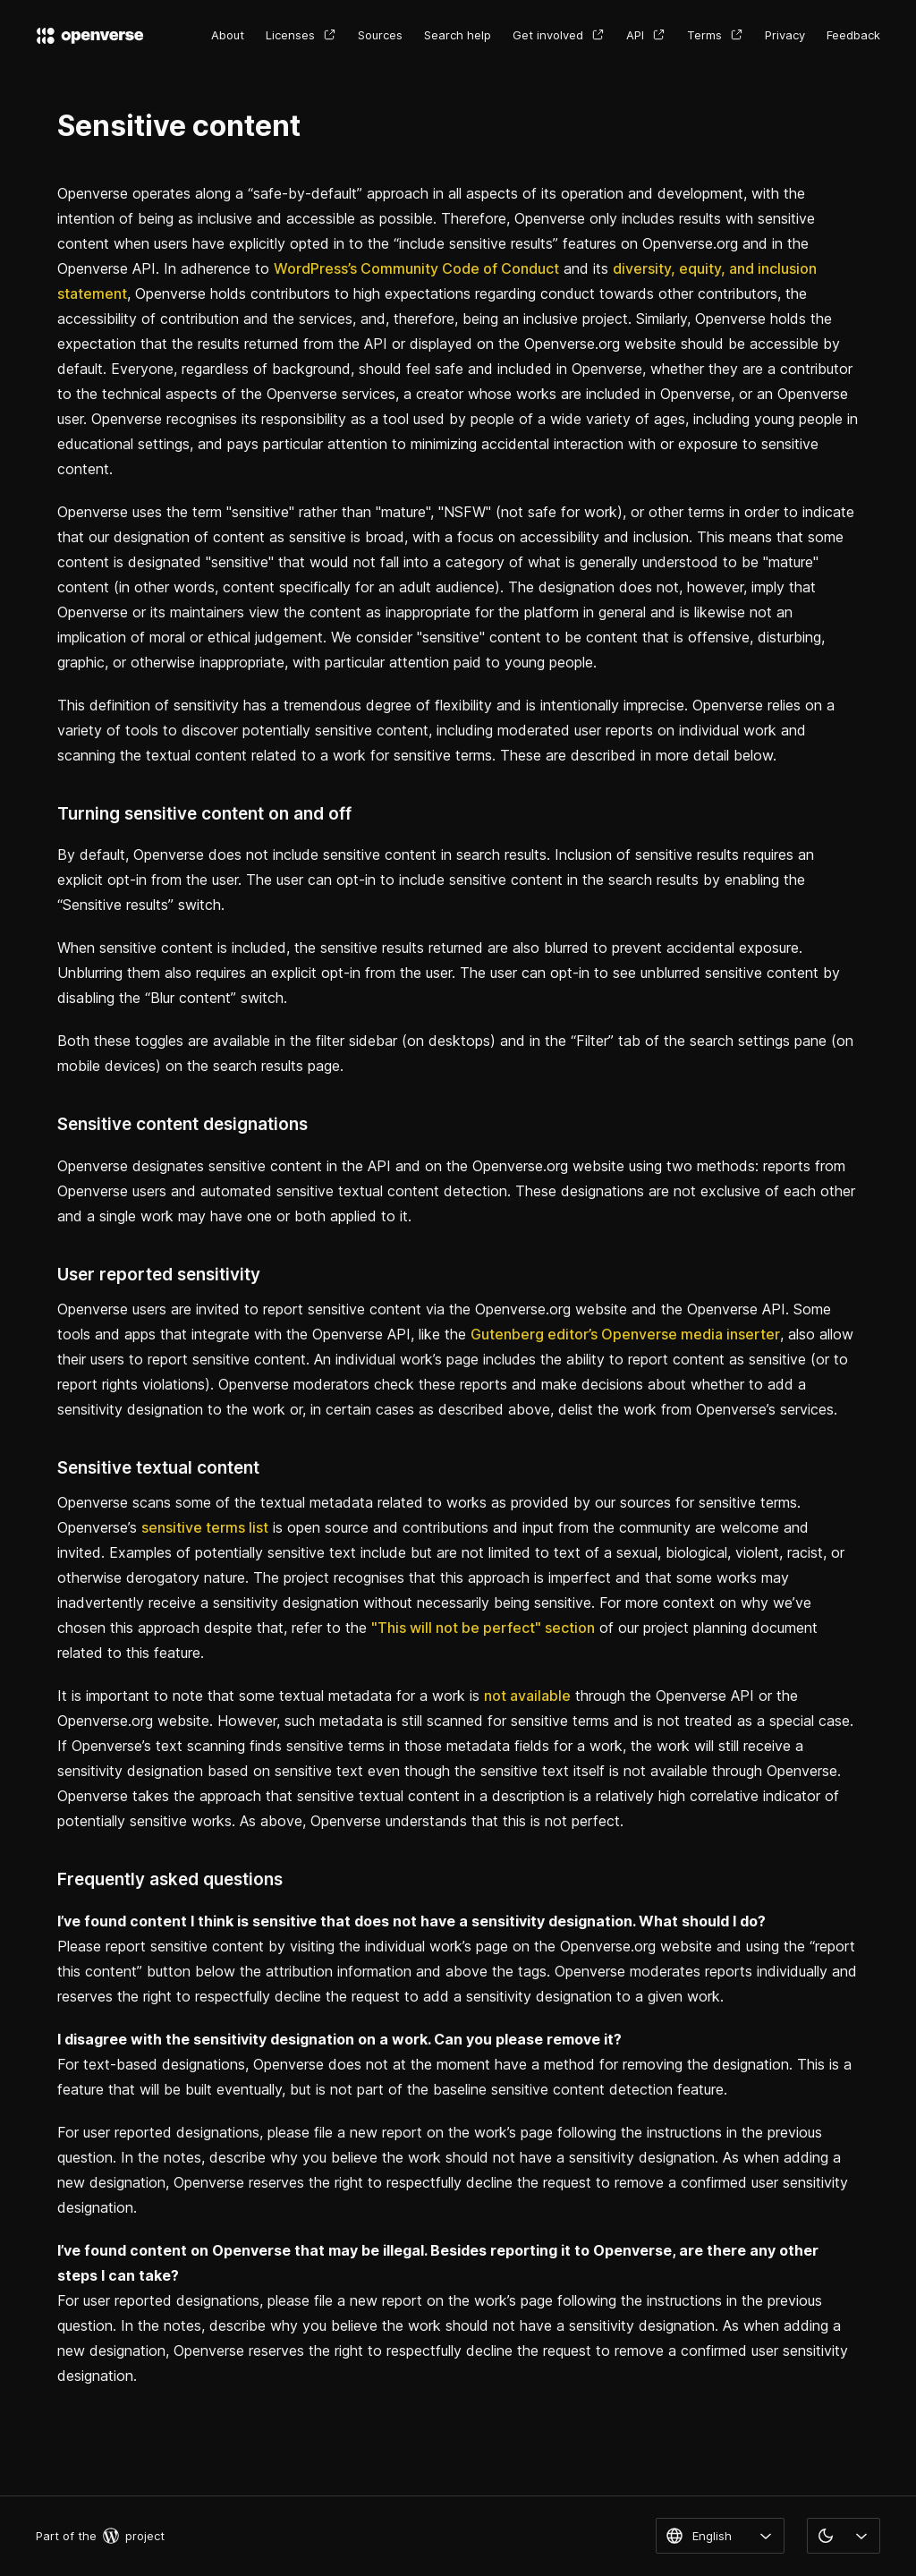 openverse
About
Licenses
Sources
Search help
Get involved
API
Terms
Privacy
Feedback
Sensitive content
Openverse operates along a “safe-by-default” approach in all aspects of its operation and development, with the
intention of being as inclusive and accessible as possible. Therefore, Openverse only includes results with sensitive
content when users have explicitly opted in to the “include sensitive results” features on Openverse.org and in the
Openverse API. In adherence to WordPress’s Community Code of Conduct and its diversity, equity, and inclusion
statement, Openverse holds contributors to high expectations regarding conduct towards other contributors, the
accessibility of contribution and the services, and, therefore, being an inclusive project. Similarly, Openverse holds the
expectation that the results returned from the API or displayed on the Openverse.org website should be accessible by
default. Everyone, regardless of background, should feel safe and included in Openverse, whether they are a contributor
to the technical aspects of the Openverse services, a creator whose works are included in Openverse, or an Openverse
user. Openverse recognises its responsibility as a tool used by people of a wide variety of ages, including young people in
educational settings, and pays particular attention to minimizing accidental interaction with or exposure to sensitive
content.
Openverse uses the term "sensitive" rather than "mature", "NSFW" (not safe for work), or other terms in order to indicate
that our designation of content as sensitive is broad, with a focus on accessibility and inclusion. This means that some
content is designated "sensitive" that would not fall into a category of what is generally understood to be "mature"
content (in other words, content specifically for an adult audience). The designation does not, however, imply that
Openverse or its maintainers view the content as inappropriate for the platform in general and is likewise not an
implication of moral or ethical judgement. We consider "sensitive" content to be content that is offensive, disturbing,
graphic, or otherwise inappropriate, with particular attention paid to young people.
This definition of sensitivity has a tremendous degree of flexibility and is intentionally imprecise. Openverse relies on a
variety of tools to discover potentially sensitive content, including moderated user reports on individual work and
scanning the textual content related to a work for sensitive terms. These are described in more detail below.
Turning sensitive content on and off
By default, Openverse does not include sensitive content in search results. Inclusion of sensitive results requires an
explicit opt-in from the user. The user can opt-in to include sensitive content in the search results by enabling the
“Sensitive results” switch.
When sensitive content is included, the sensitive results returned are also blurred to prevent accidental exposure.
Unblurring them also requires an explicit opt-in from the user. The user can opt-in to see unblurred sensitive content by
disabling the “Blur content” switch.
Both these toggles are available in the filter sidebar (on desktops) and in the “Filter” tab of the search settings pane (on
mobile devices) on the search results page.
Sensitive content designations
Openverse designates sensitive content in the API and on the Openverse.org website using two methods: reports from
Openverse users and automated sensitive textual content detection. These designations are not exclusive of each other
and a single work may have one or both applied to it.
User reported sensitivity
Openverse users are invited to report sensitive content via the Openverse.org website and the Openverse API. Some
tools and apps that integrate with the Openverse API, like the Gutenberg editor’s Openverse media inserter, also allow
their users to report sensitive content. An individual work’s page includes the ability to report content as sensitive (or to
report rights violations). Openverse moderators check these reports and make decisions about whether to add a
sensitivity designation to the work or, in certain cases as described above, delist the work from Openverse’s services.
Sensitive textual content
Openverse scans some of the textual metadata related to works as provided by our sources for sensitive terms.
Openverse’s sensitive terms list is open source and contributions and input from the community are welcome and
invited. Examples of potentially sensitive text include but are not limited to text of a sexual, biological, violent, racist, or
otherwise derogatory nature. The project recognises that this approach is imperfect and that some works may
inadvertently receive a sensitivity designation without necessarily being sensitive. For more context on why we’ve
chosen this approach despite that, refer to the "This will not be perfect" section of our project planning document
related to this feature.
It is important to note that some textual metadata for a work is not available through the Openverse API or the
Openverse.org website. However, such metadata is still scanned for sensitive terms and is not treated as a special case.
If Openverse’s text scanning finds sensitive terms in those metadata fields for a work, the work will still receive a
sensitivity designation based on sensitive text even though the sensitive text itself is not available through Openverse.
Openverse takes the approach that sensitive textual content in a description is a relatively high correlative indicator of
potentially sensitive works. As above, Openverse understands that this is not perfect.
Frequently asked questions
I’ve found content I think is sensitive that does not have a sensitivity designation. What should I do?
Please report sensitive content by visiting the individual work’s page on the Openverse.org website and using the “report
this content” button below the attribution information and above the tags. Openverse moderates reports individually and
reserves the right to respectfully decline the request to add a sensitivity designation to a given work.
I disagree with the sensitivity designation on a work. Can you please remove it?
For text-based designations, Openverse does not at the moment have a method for removing the designation. This is a
feature that will be built eventually, but is not part of the baseline sensitive content detection feature.
For user reported designations, please file a new report on the work’s page following the instructions in the previous
question. In the notes, describe why you believe the work should not have a sensitivity designation. As when adding a
new designation, Openverse reserves the right to respectfully decline the request to remove a confirmed user sensitivity
designation.
I’ve found content on Openverse that may be illegal. Besides reporting it to Openverse, are there any other
steps I can take?
For user reported designations, please file a new report on the work’s page following the instructions in the previous
question. In the notes, describe why you believe the work should not have a sensitivity designation. As when adding a
new designation, Openverse reserves the right to respectfully decline the request to remove a confirmed user sensitivity
designation.
Part of the project
English